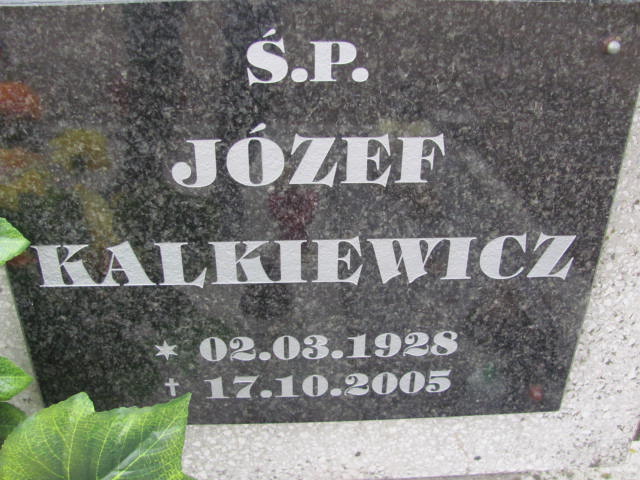 Ś.P.
JÓZEF
KALKIEWICZ
* 02.03.1928
✝ 17.10.2005